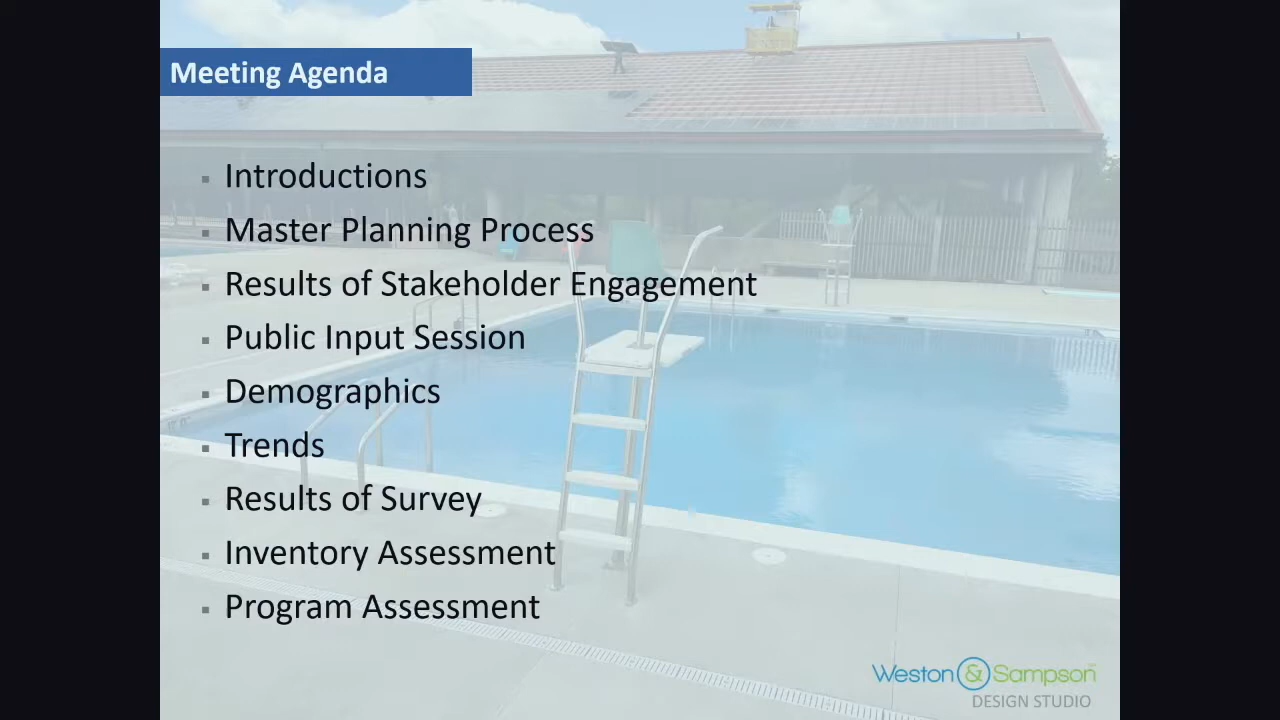 Meeting Agenda
Introductions
Master Planning Process
Results of Stakeholder Engagement
Public Input Session
Demographics
Trends
Results of Survey
Inventory Assessment
Program Assessment
Weston & Sampson
DESIGN STUDIO